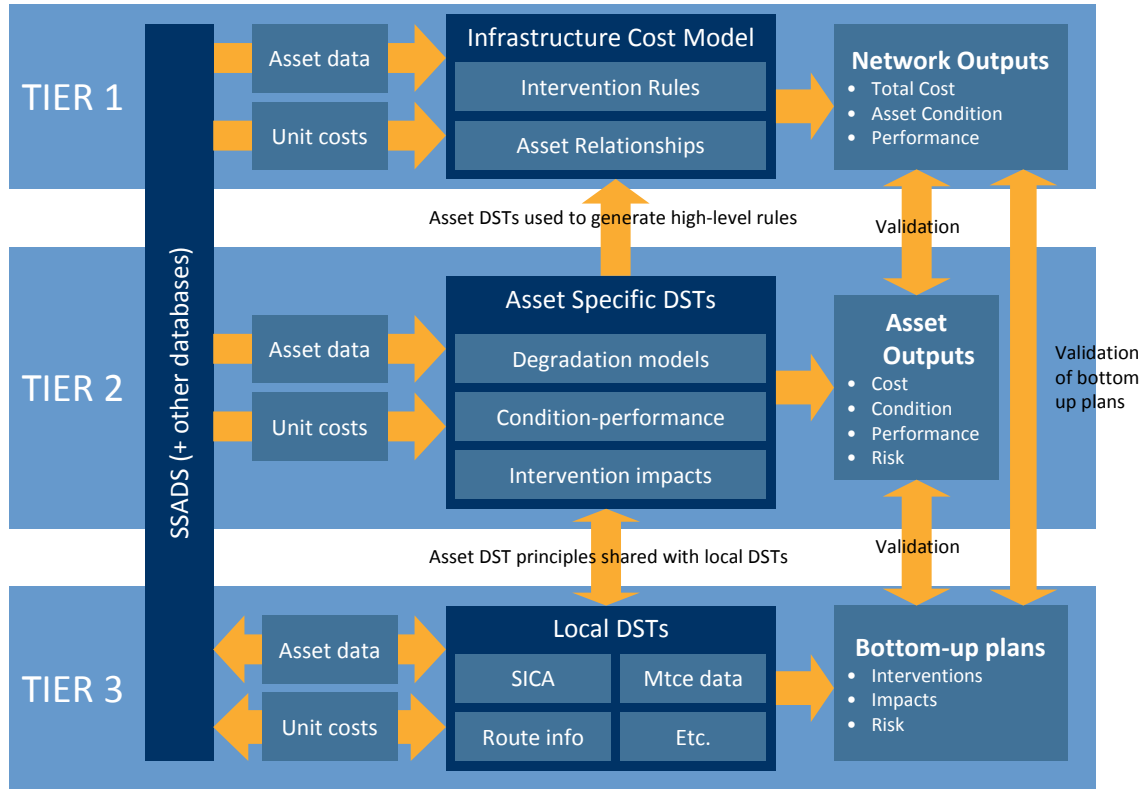 TIER 1
SSADS (+ other databases)
Asset data
Unit costs
Infrastructure Cost Model
Intervention Rules
Asset Relationships
Network Outputs
• Total Cost
• Asset Condition
• Performance
Asset DSTs used to generate high-level rules
Validation
TIER 2
Asset data
Unit costs
Asset Specific DSTs
Degradation models
Condition-performance
Intervention impacts
Asset
Outputs
• Cost
• Condition
• Performance
• Risk
Validation
of bottom
up plans
Asset DST principles shared with local DSTs
Validation
TIER 3
Asset data
Unit costs
Local DSTs
SICA
Mtce data
Route info
Etc.
Bottom-up plans
• Interventions
• Impacts
• Risk